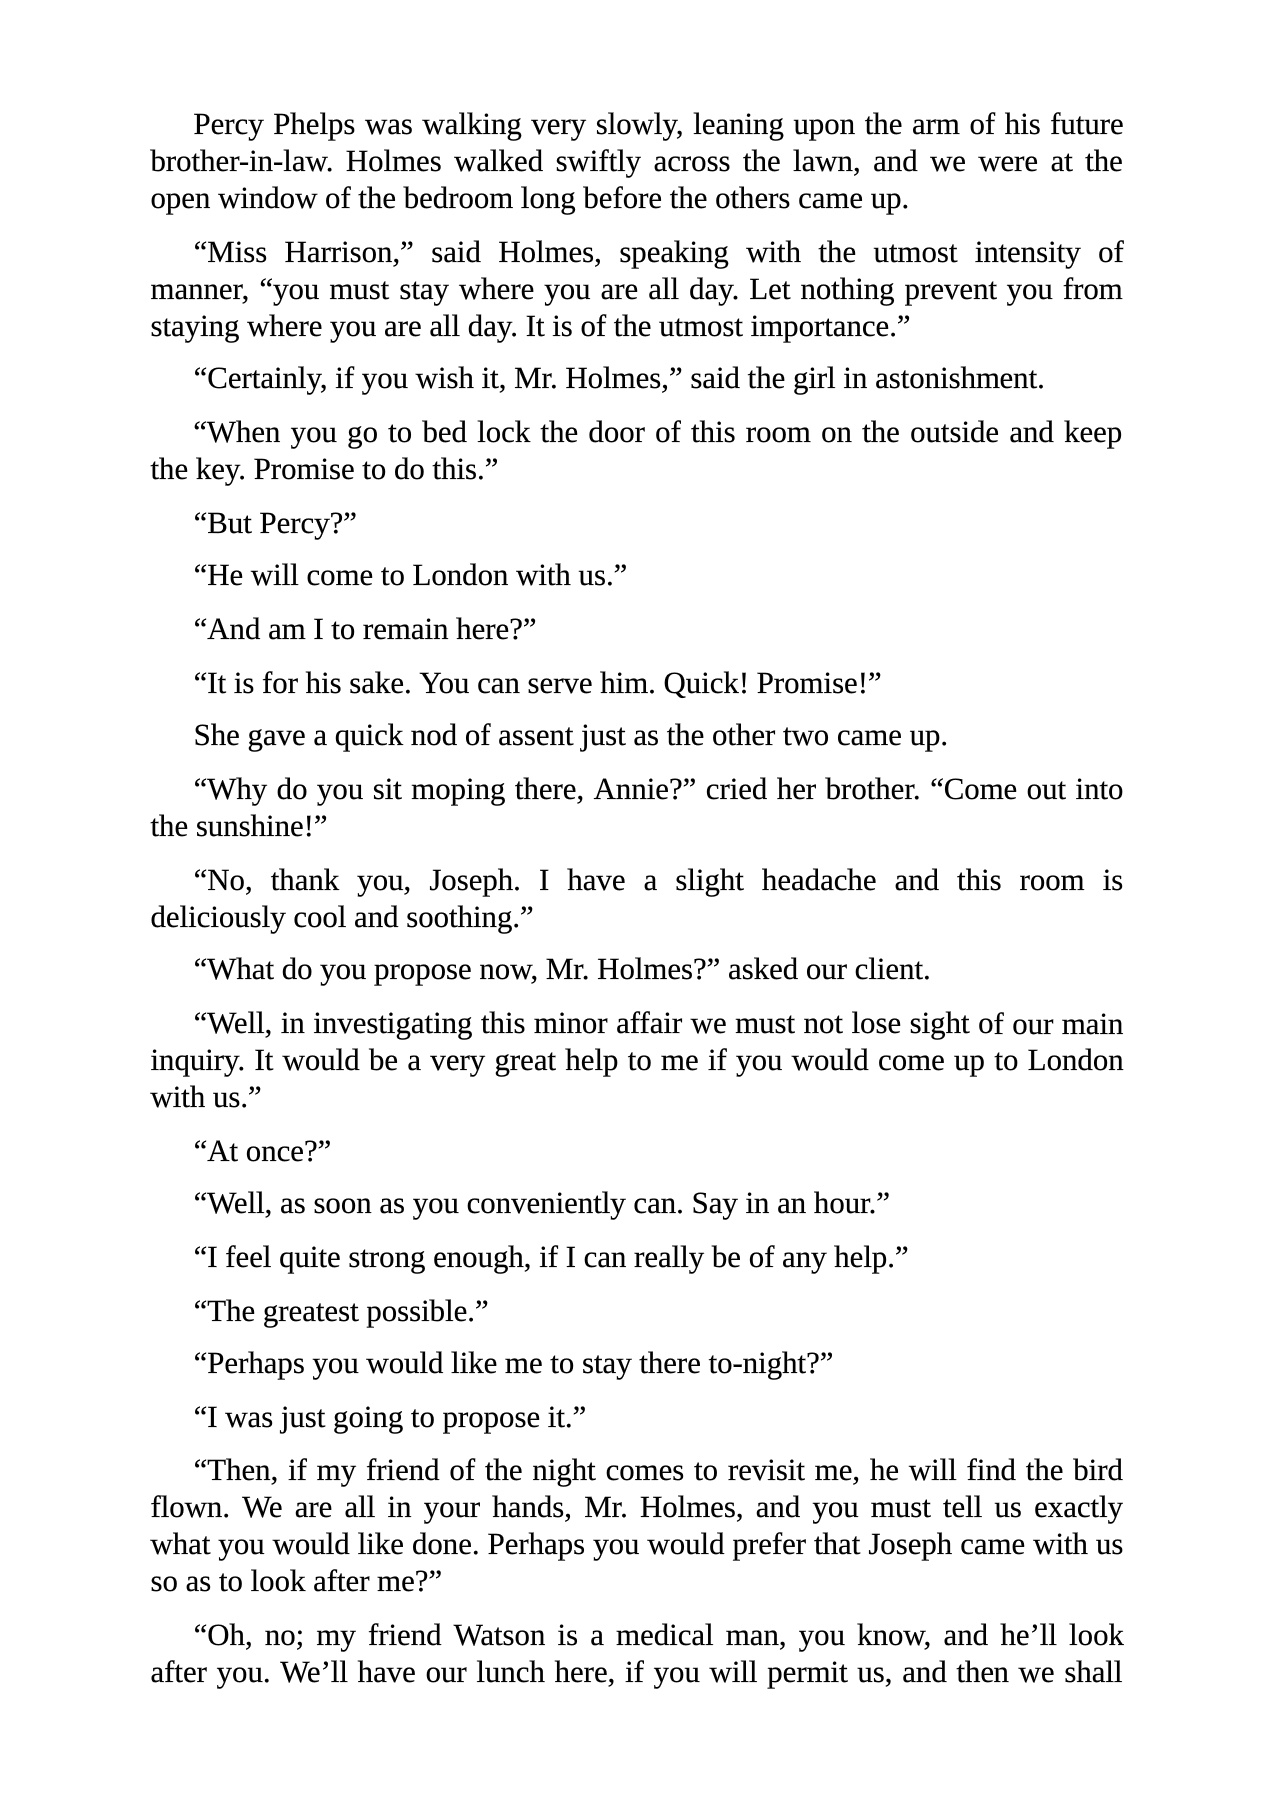 Percy Phelps was walking very slowly, leaning upon the arm of his future
brother-in-law. Holmes walked swiftly across the lawn, and we were at the
open window of the bedroom long before the others came up.
“Miss Harrison,” said Holmes, speaking with the utmost intensity of
manner, “you must stay where you are all day. Let nothing prevent you from
staying where you are all day. It is of the utmost importance.”
“Certainly, if you wish it, Mr. Holmes,” said the girl in astonishment.
“When you go to bed lock the door of this room on the outside and keep
the key. Promise to do this.”
“But Percy?”
“He will come to London with us.”
“And am I to remain here?”
“It is for his sake. You can serve him. Quick! Promise!”
She gave a quick nod of assent just as the other two came up.
“Why do you sit moping there, Annie?” cried her brother. “Come out into
the sunshine!”
“No, thank you, Joseph. I have a slight headache and this room is
deliciously cool and soothing.”
“What do you propose now, Mr. Holmes?” asked our client.
“Well, in investigating this minor affair we must not lose sight of our main
inquiry. It would be a very great help to me if you would come up to London
with us.”
“At once?”
“Well, as soon as you conveniently can. Say in an hour.”
“I feel quite strong enough, if I can really be of any help.”
“The greatest possible.”
“Perhaps you would like me to stay there to-night?”
“I was just going to propose it.”
“Then, if my friend of the night comes to revisit me, he will find the bird
flown. We are all in your hands, Mr. Holmes, and you must tell us exactly
what you would like done. Perhaps you would prefer that Joseph came with us
so as to look after me?”
“Oh, no; my friend Watson is a medical man, you know, and he’ll look
after you. We’ll have our lunch here, if you will permit us, and then we shall